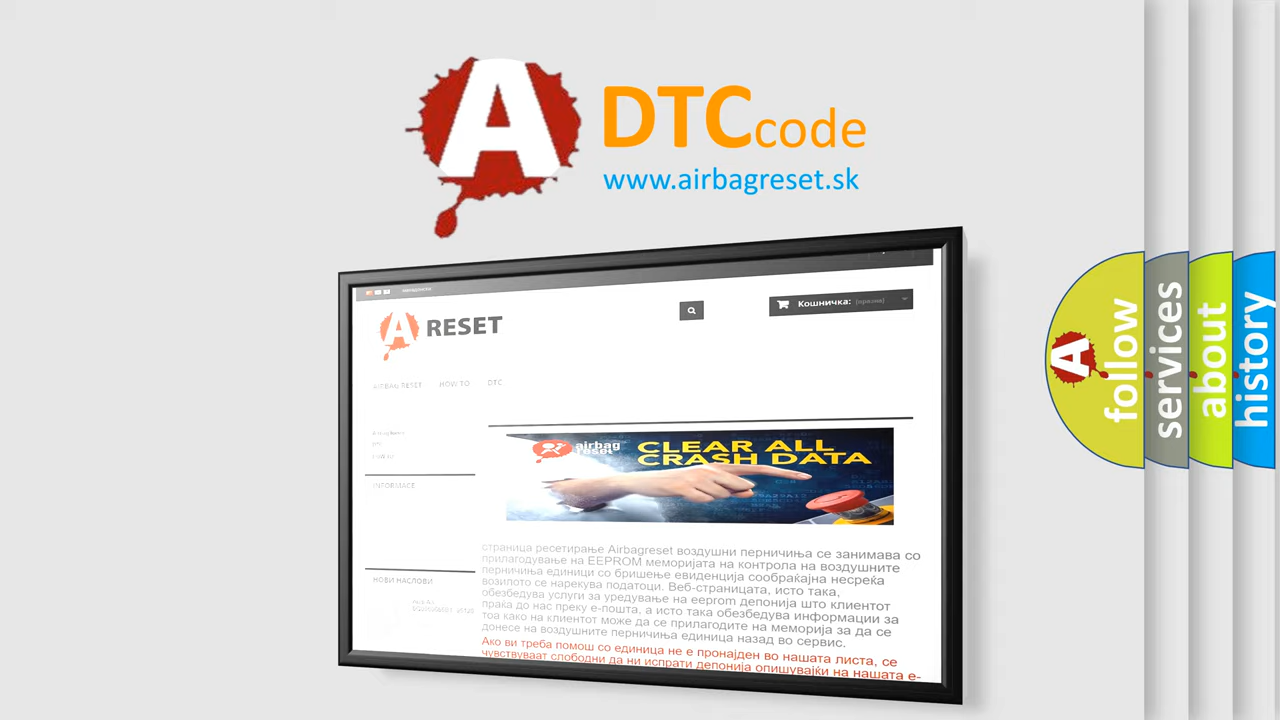 A
DTCcode
www.airbagreset.sk
Кошничка: (празна)
A RESET
AIRBAG RESET HOW TO DTC
INFORMACE
НОВИ НАСЛОВИ
airbag
reset
CLEAR ALL
CRASH DATA
страница ресетирање Airbagreset воздушни перничиња се занимава со
прилагодување на EEPROM меморијата на контрола на воздушните
перничиња единици со бришење евиденција сообраќајна несреќа
возилото се нарекува податоци. Веб-страницата, исто така,
обезбедува услуги за уредување на eeprom депонија што клиентот
праќа до нас преку е-пошта, а исто така обезбедува информации за
тоа како на клиентот може да се прилагодите на меморија за да се
донесе на воздушните перничиња единица назад во сервис.
Ако ви треба помош со единица не е пронајден во нашата листа, се
чувствуваат слободни да ни испрати депонија опишувајќи на нашата е-
A
follow
services
about
history